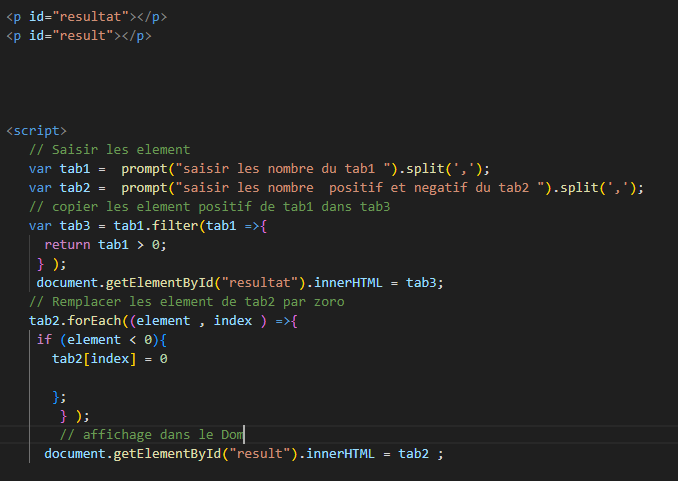 <p id="resultat"></p>
<p id="result"></p>
<script>
// Saisir les element
var tab1 =  prompt("saisir les nombre du tab1 ").split(',');
var tab2 =  prompt("saisir les nombre  positif et negatif du tab2 ").split(',');
// copier les element positif de tab1 dans tab3
var tab3 = tab1.filter(tab1 =>{
return tab1 > 0;
} );
document.getElementById("resultat").innerHTML = tab3;
// Remplacer les element de tab2 par zoro
tab2.forEach((element , index ) =>{
if (element < 0){
tab2[index] = 0
};
} );
// affichage dans le Dom
document.getElementById("result").innerHTML = tab2 ;